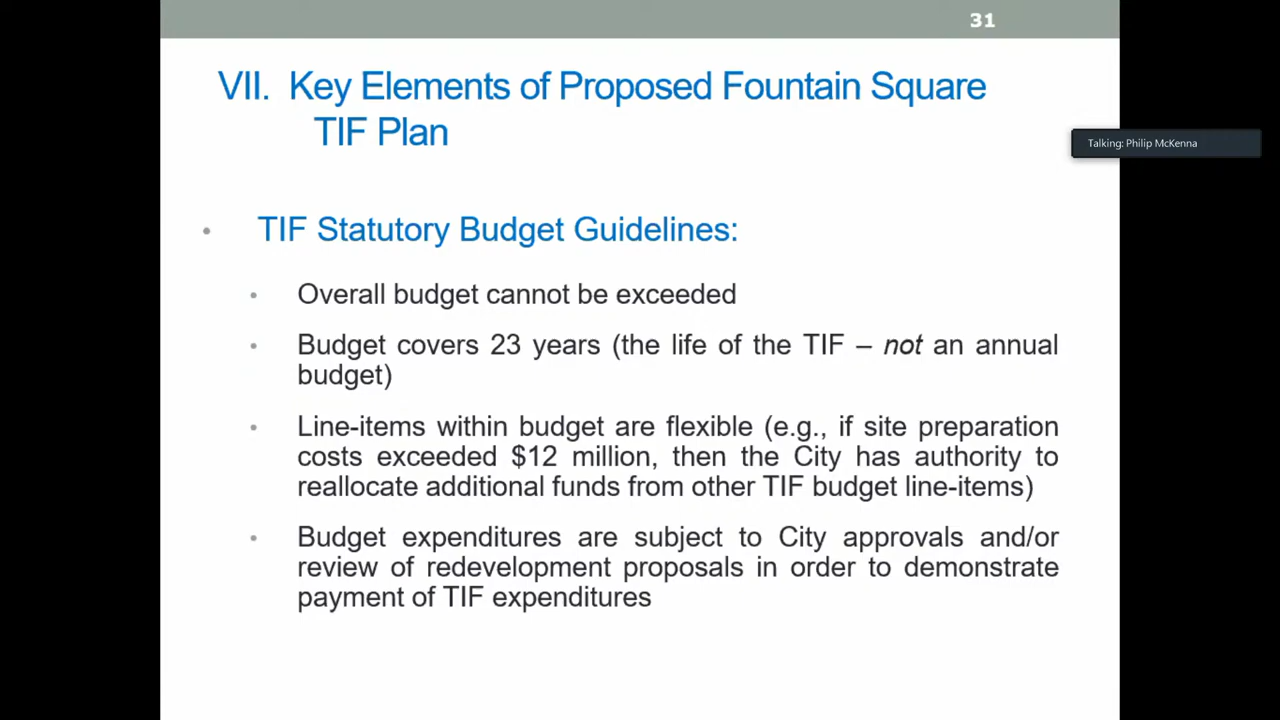 31
VII. Key Elements of Proposed Fountain Square
TIF Plan
Talking: Philip McKenna
• TIF Statutory Budget Guidelines:
• Overall budget cannot be exceeded
• Budget covers 23 years (the life of the TIF – not an annual
budget)
• Line-items within budget are flexible (e.g., if site preparation
costs exceeded $12 million, then the City has authority to
reallocate additional funds from other TIF budget line-items)
• Budget expenditures are subject to City approvals and/or
review of redevelopment proposals in order to demonstrate
payment of TIF expenditures